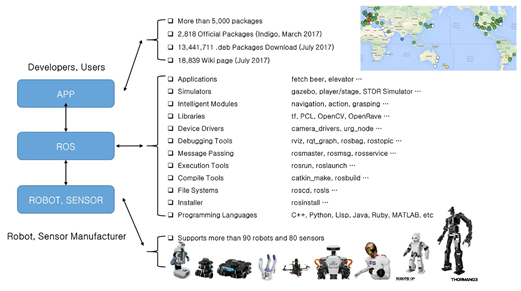 More than 5,000 packages
2,818 Official Packages (Indigo, March 2017)
13,441,711 .deb Packages Download (July 2017)
18,839 Wiki page (July 2017)
Developers, Users
APP
ROS
ROBOT, SENSOR
Robot, Sensor Manufacturer
Applications fetch beer, elevator ⋯
Simulators gazebo, player/stage, STDR Simulator ⋯
Intelligent Modules navigation, action, grasping ⋯
Libraries tf, PCL, OpenCV, OpenRave ⋯
Device Drivers camera_drivers, urg_node ⋯
Debugging Tools rviz, rqt_graph, rosbag, rostopic ⋯
Message Passing rosmaster, rosmsg, rosservice ⋯
Execution Tools rosrun, roslaunch ⋯
Compile Tools catkin_make, rosbuild ⋯
File Systems roscd, rosls ⋯
Installer rosinstall ⋯
Programming Languages C++, Python, Lisp, Java, Ruby, MATLAB, etc
Supports more than 90 robots and 80 sensors
ROBOTIS OP
THORMANG3